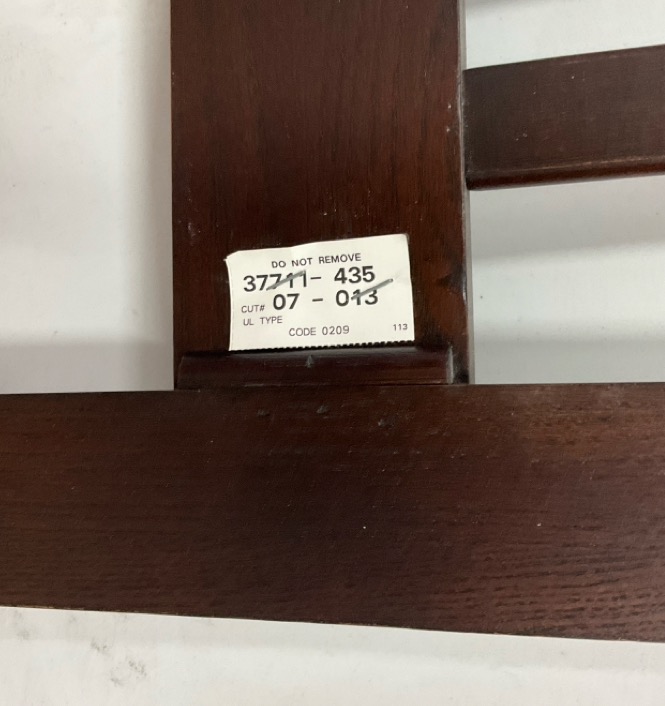 DO NOT REMOVE
37711- 435
CUT# 07 - 013
UL TYPE
CODE 0209 113